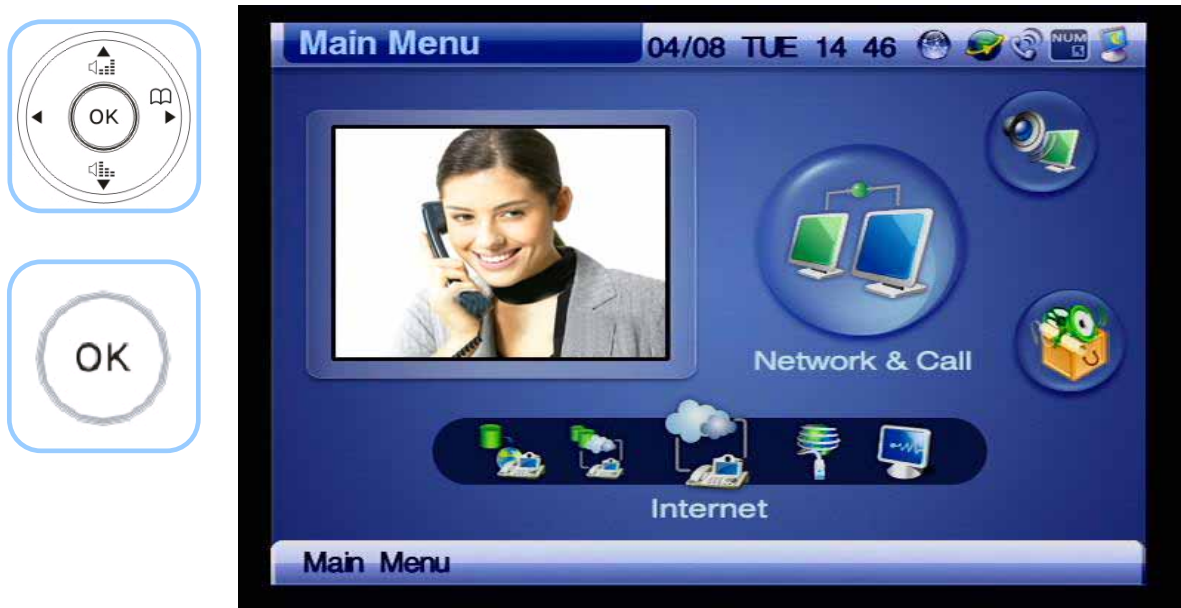 OK
OK
Main Menu 04/08 TUE 14 46 NUM
Network & Call
Internet
Main Menu